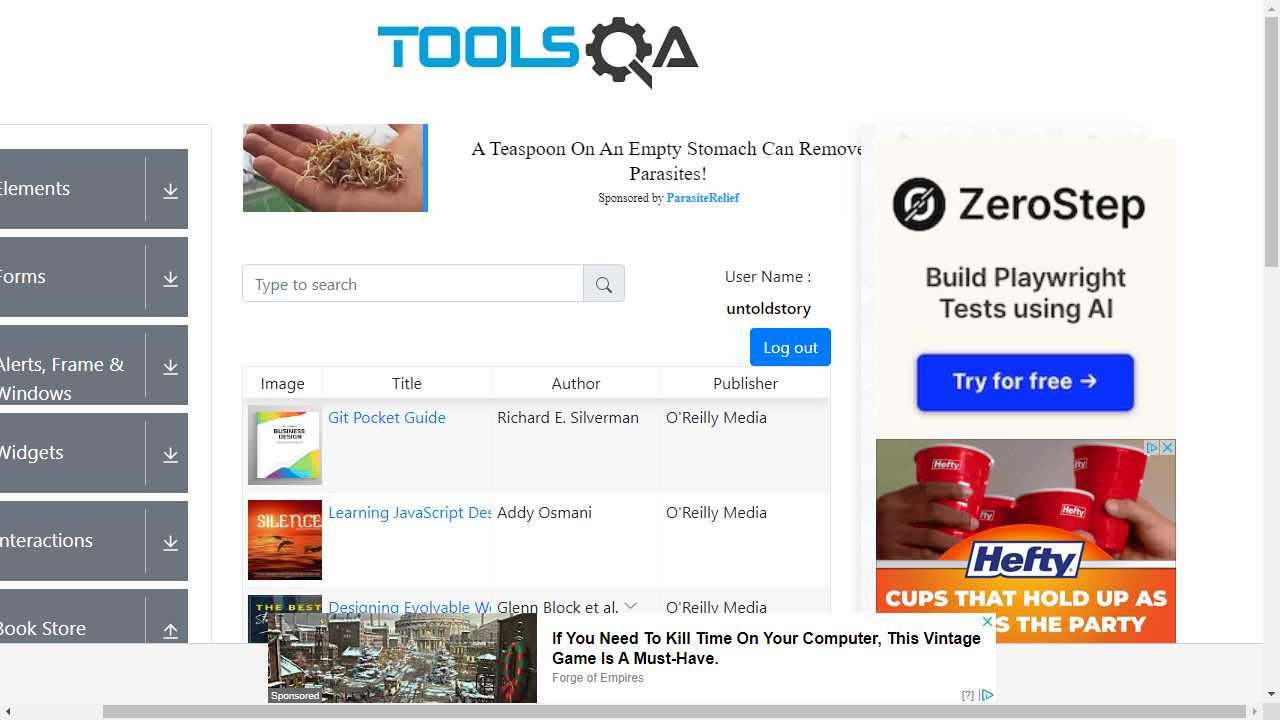 TOOLSQA
A Teaspoon On An Empty Stomach Can Remove
Parasites!
Sponsored by ParasiteRelief
Elements
Forms
Alerts, Frame &
Windows
Widgets
Interactions
Book Store
Type to search
User Name :
untoldstory
Log out
Image Title Author Publisher
BUSINESS
DESIGN
Git Pocket Guide Richard E. Silverman O'Reilly Media
SILENCE
Learning JavaScript Des Addy Osmani O'Reilly Media
THE BEST
Designing Evolvable We Glenn Block et al. O'Reilly Media
ZeroStep
Build Playwright
Tests using AI
Try for free →
Hefty
Hefty
Hefty
Hefty
CUPS THAT HOLD UP AS
S THE PARTY
Sponsored
If You Need To Kill Time On Your Computer, This Vintage
Game Is A Must-Have.
Forge of Empires
[?]